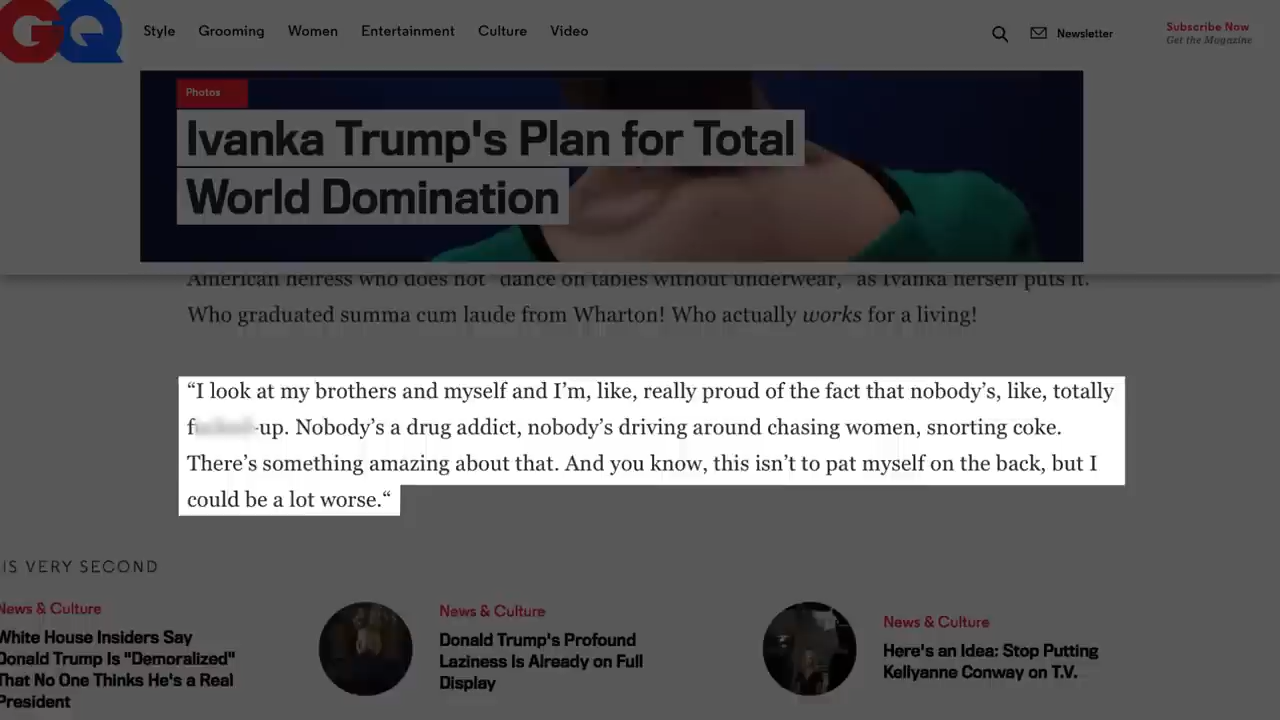 GQ
Style Grooming Women Entertainment Culture Video
Newsletter
Subscribe Now
Get the Magazine
Photos
Ivanka Trump's Plan for Total
World Domination
American heiress who does not "dance on tables without underwear," as Ivanka herself puts it.
Who graduated summa cum laude from Wharton! Who actually works for a living!
“I look at my brothers and myself and I’m, like, really proud of the fact that nobody’s, like, totally
f -up. Nobody’s a drug addict, nobody’s driving around chasing women, snorting coke.
There’s something amazing about that. And you know, this isn’t to pat myself on the back, but I
could be a lot worse.“
IS VERY SECOND
News & Culture
White House Insiders Say
Donald Trump Is "Demoralized"
That No One Thinks He's a Real
President
News & Culture
Donald Trump's Profound
Laziness Is Already on Full
Display
News & Culture
Here's an Idea: Stop Putting
Kellyanne Conway on T.V.